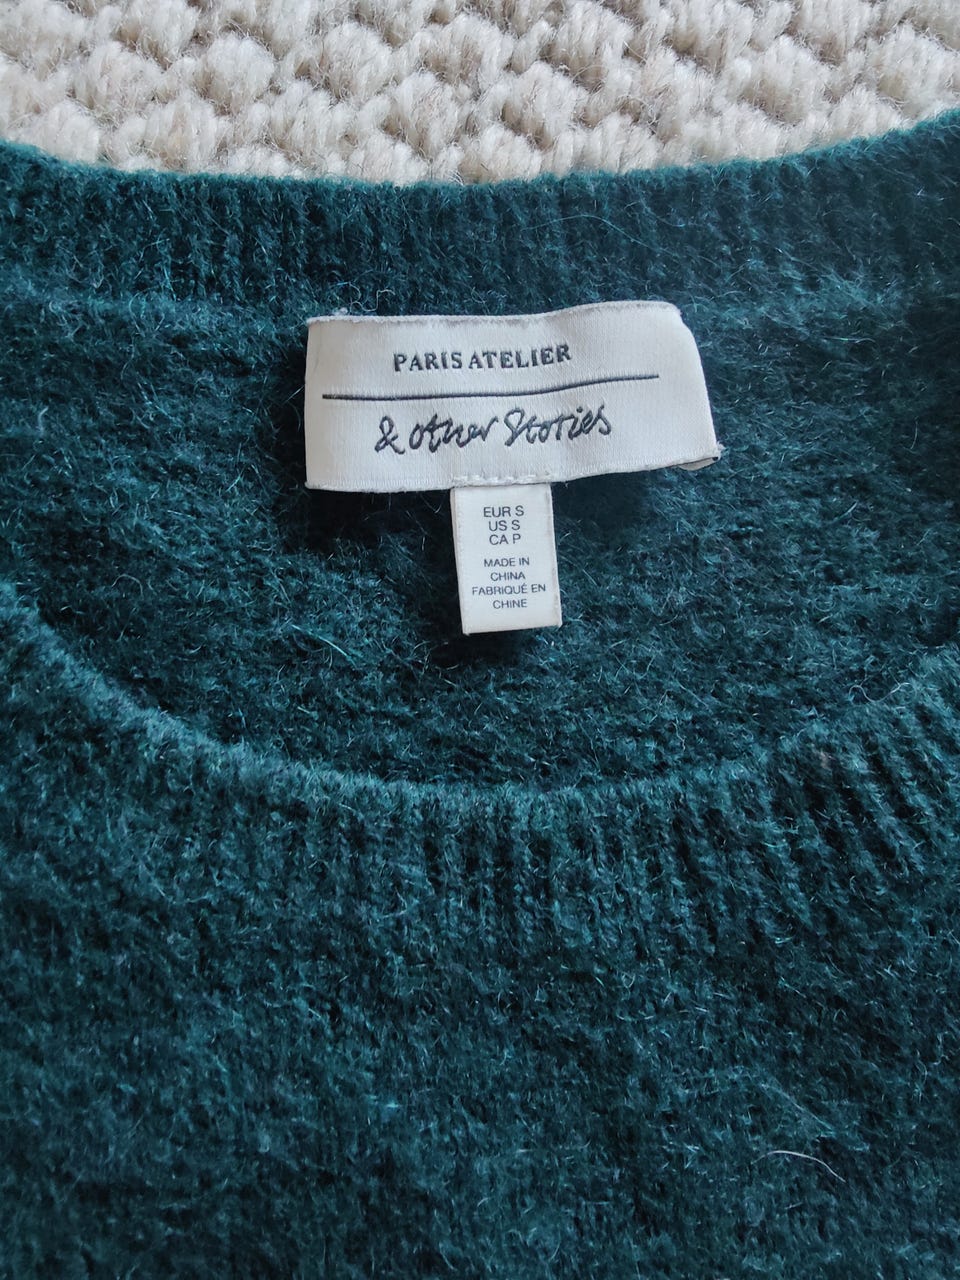 PARIS ATELIER
& other Stories
EUR S
US S
CA P
MADE IN
CHINA
FABRIQUÉ EN
CHINE